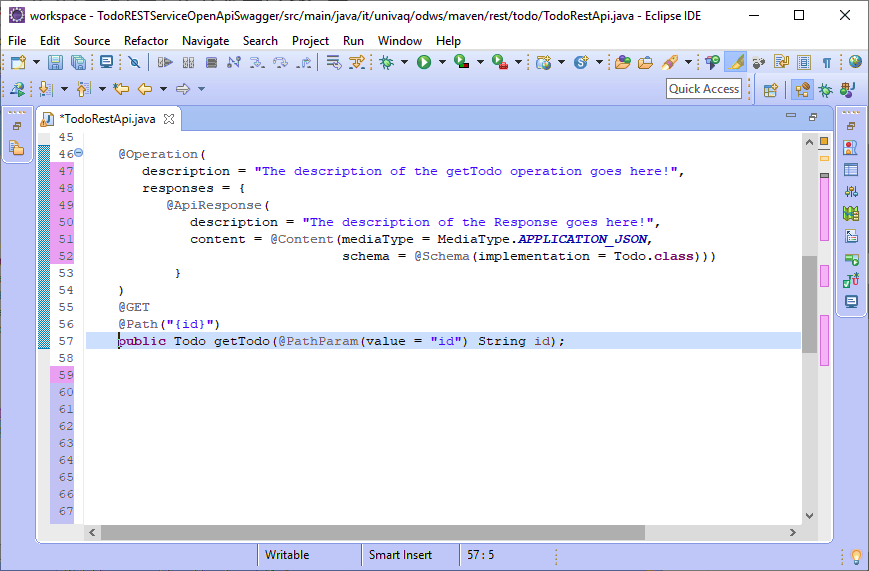 workspace - TodoRESTServiceOpenApiSwagger/src/main/java/it/univaq/odws/maven/rest/todo/TodoRestApi.java - Eclipse IDE
File Edit Source Refactor Navigate Search Project Run Window Help
Quick Access
*TodoRestApi.java
45
46 @Operation(
47 description = "The description of the getTodo operation goes here!",
48 responses = {
49 @ApiResponse(
50 description = "The description of the Response goes here!",
51 content = @Content(mediaType = MediaType.APPLICATION_JSON,
52 schema = @Schema(implementation = Todo.class)))
53 }
54 )
55 @GET
56 @Path("{id}")
57 public Todo getTodo(@PathParam(value = "id") String id);
58
59
60
61
62
63
64
65
66
67
Writable Smart Insert 57 : 5